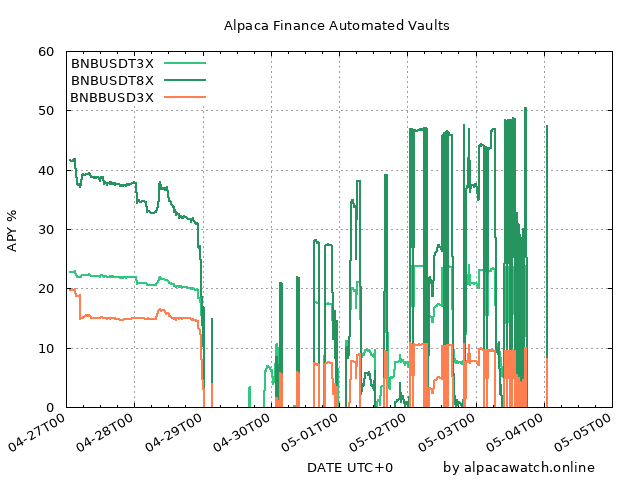 Alpaca Finance Automated Vaults
60
50
40
30
20
10
0
APY %
BNBUSDT3X
BNBUSDT8X
BNBBUSD3X
04-27T00
04-28T00
04-29T00
04-30T00
05-01T00
05-02T00
05-03T00
05-04T00
05-05T00
DATE UTC+0
by alpacawatch.online